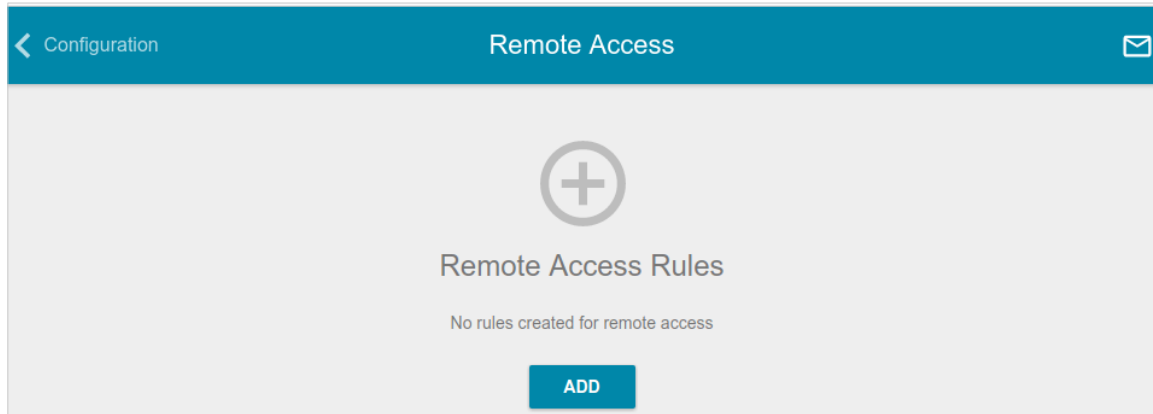 Configuration
Remote Access
Remote Access Rules
No rules created for remote access
ADD